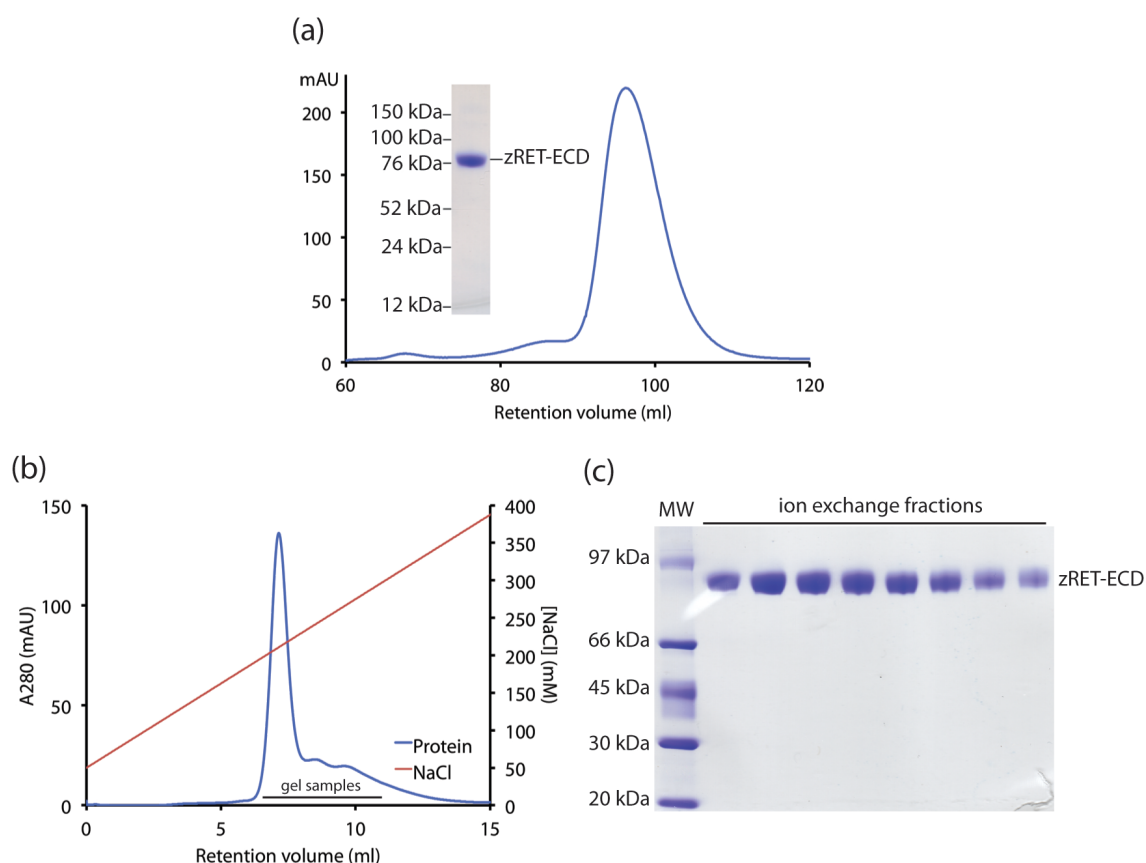 (a)
mAU
200
150
100
50
0
60
80
100
120
Retention volume (ml)
150 kDa
100 kDa
76 kDa
52 kDa
24 kDa
12 kDa
zRET-ECD
(b)
150
100
50
0
A280 (mAU)
400
350
300
250
200
150
100
50
0
[NaCl] (mM)
Protein
NaCl
gel samples
0
5
10
15
Retention volume (ml)
(c)
MW
ion exchange fractions
97 kDa
66 kDa
45 kDa
30 kDa
20 kDa
zRET-ECD